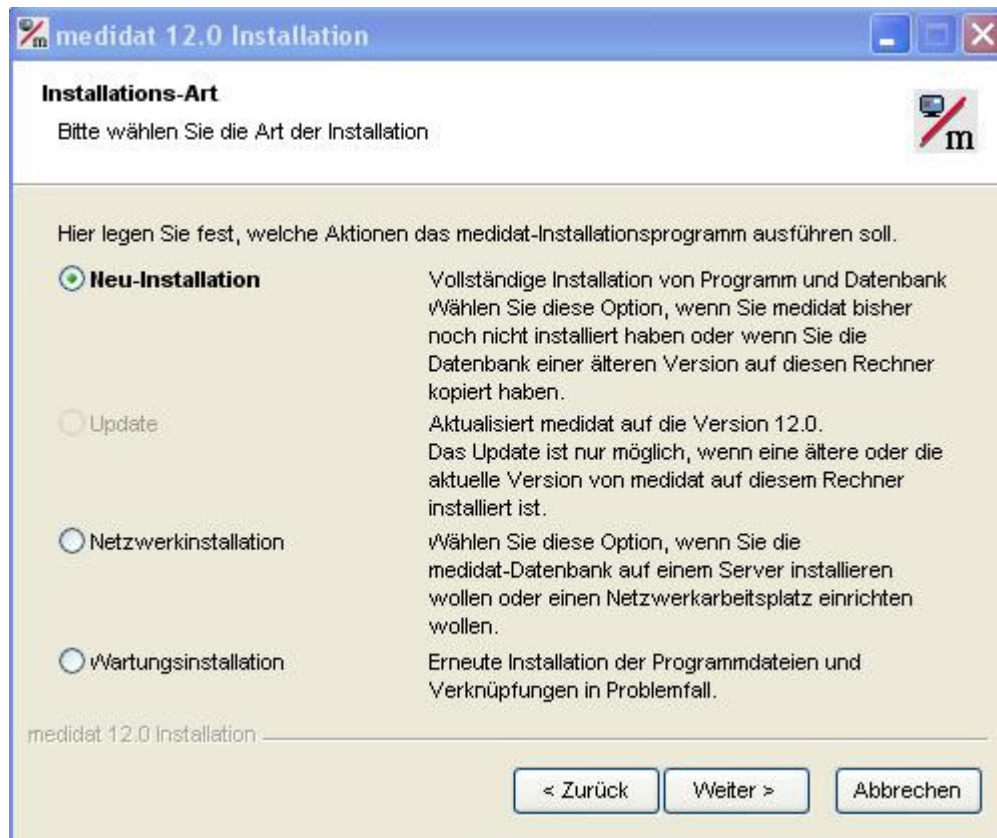 medidat 12.0 Installation
Installations-Art
Bitte wählen Sie die Art der Installation
m
Hier legen Sie fest, welche Aktionen das medidat-Installationsprogramm ausführen soll.
Neu-Installation
Vollständige Installation von Programm und Datenbank
Wählen Sie diese Option, wenn Sie medidat bisher
noch nicht installiert haben oder wenn Sie die
Datenbank einer älteren Version auf diesen Rechner
kopiert haben.
Update
Aktualisiert medidat auf die Version 12.0.
Das Update ist nur möglich, wenn eine ältere oder die
aktuelle Version von medidat auf diesem Rechner
installiert ist.
Netzwerkinstallation
Wählen Sie diese Option, wenn Sie die
medidat-Datenbank auf einem Server installieren
wollen oder einen Netzwerkarbeitsplatz einrichten
wollen.
Wartungsinstallation
Erneute Installation der Programmdateien und
Verknüpfungen in Problemfall.
medidat 12.0 Installation
< Zurück
Weiter >
Abbrechen